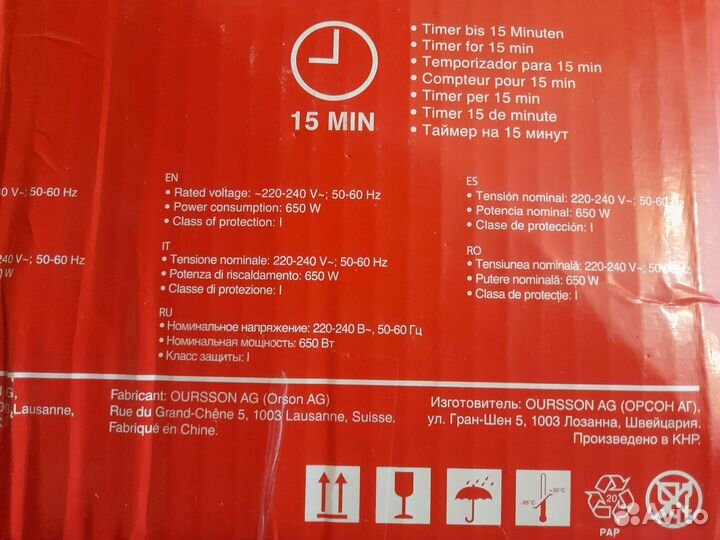 15 MIN
• Timer bis 15 Minuten
• Timer for 15 min
• Temporizador para 15 min
• Compteur pour 15 min
• Timer per 15 min
• Timer 15 de minute
• Таймер на 15 минут
V~; 50-60 Hz
240 V~; 50-60 Hz
W
EN
• Rated voltage: ~220-240 V~; 50-60 Hz
• Power consumption: 650 W
• Class of protection: I
IT
• Tensione nominale: 220-240 V~; 50-60 Hz
• Potenza di riscaldamento: 650 W
• Classe di protezione: I
RU
• Номинальное напряжение: 220-240 В~, 50-60 Гц
• Номинальная мощность: 650 Вт
• Класс защиты: I
ES
• Tensión nominal: 220-240 V~; 50-60
• Potencia nominal: 650 W
• Clase de protección: I
RO
• Tensiunea nominală: 220-240 V~; 50 Hz
• Putere nominală: 650 W
• Clasa de protecție: I
Lausanne,
Fabricant: OURSSON AG (Orson AG)
Rue du Grand-Chêne 5, 1003 Lausanne, Suisse.
Fabriqué en Chine.
Изготовитель: OURSSON AG (ОРСОН АГ),
ул. Гран-Шен 5, 1003 Лозанна, Швейцария.
Произведено в КНР.
+35°C
-25°C
20
PAP
Avito